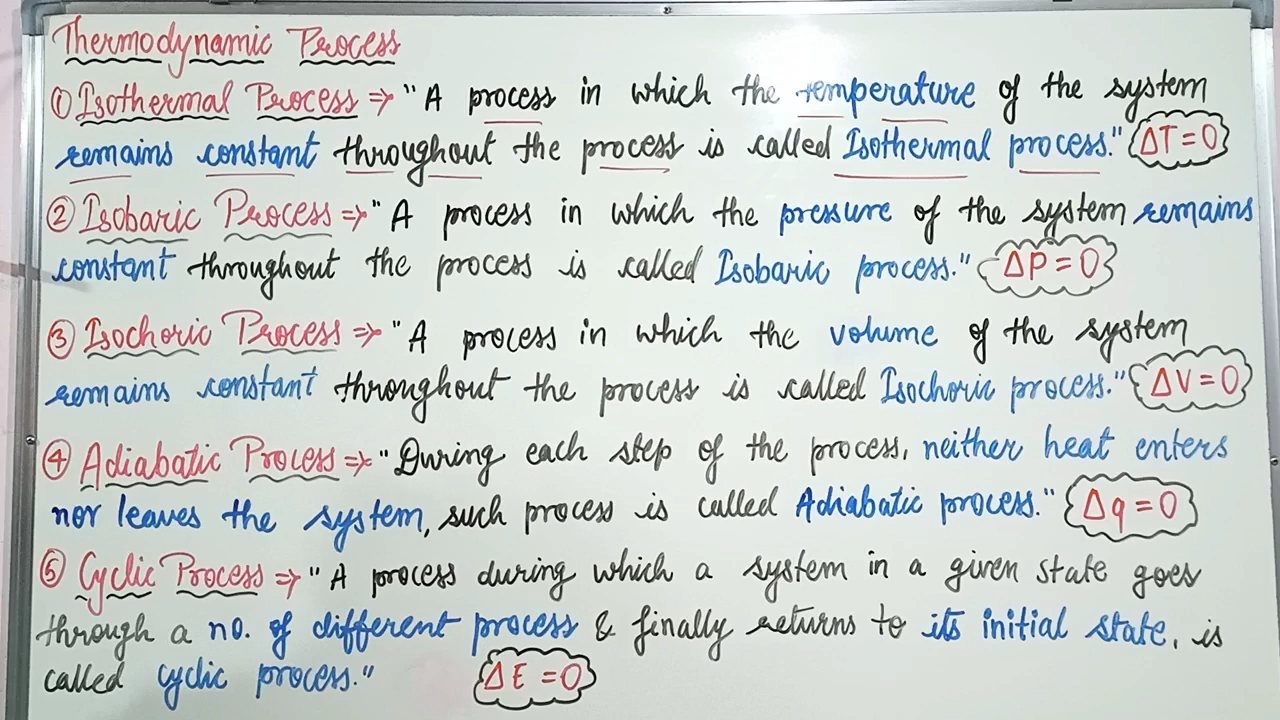 Thermodynamic Process
① Isothermal Process ⇒ "A process in which the temperature of the system
remains constant throughout the process is called Isothermal process." ΔT=0
② Isobaric Process ⇒ "A process in which the pressure of the system remains
constant throughout the process is called Isobaric process." ΔP=0
③ Isochoric Process ⇒ "A process in which the volume of the system
remains constant throughout the process is called Isochoric process." ΔV=0
④ Adiabatic Process ⇒ "During each step of the process, neither heat enters
nor leaves the system, such process is called Adiabatic process." Δq=0
⑤ Cyclic Process ⇒ "A process during which a system in a given state goes
through a no. of different process & finally returns to its initial state, is
called cyclic process." ΔE=0